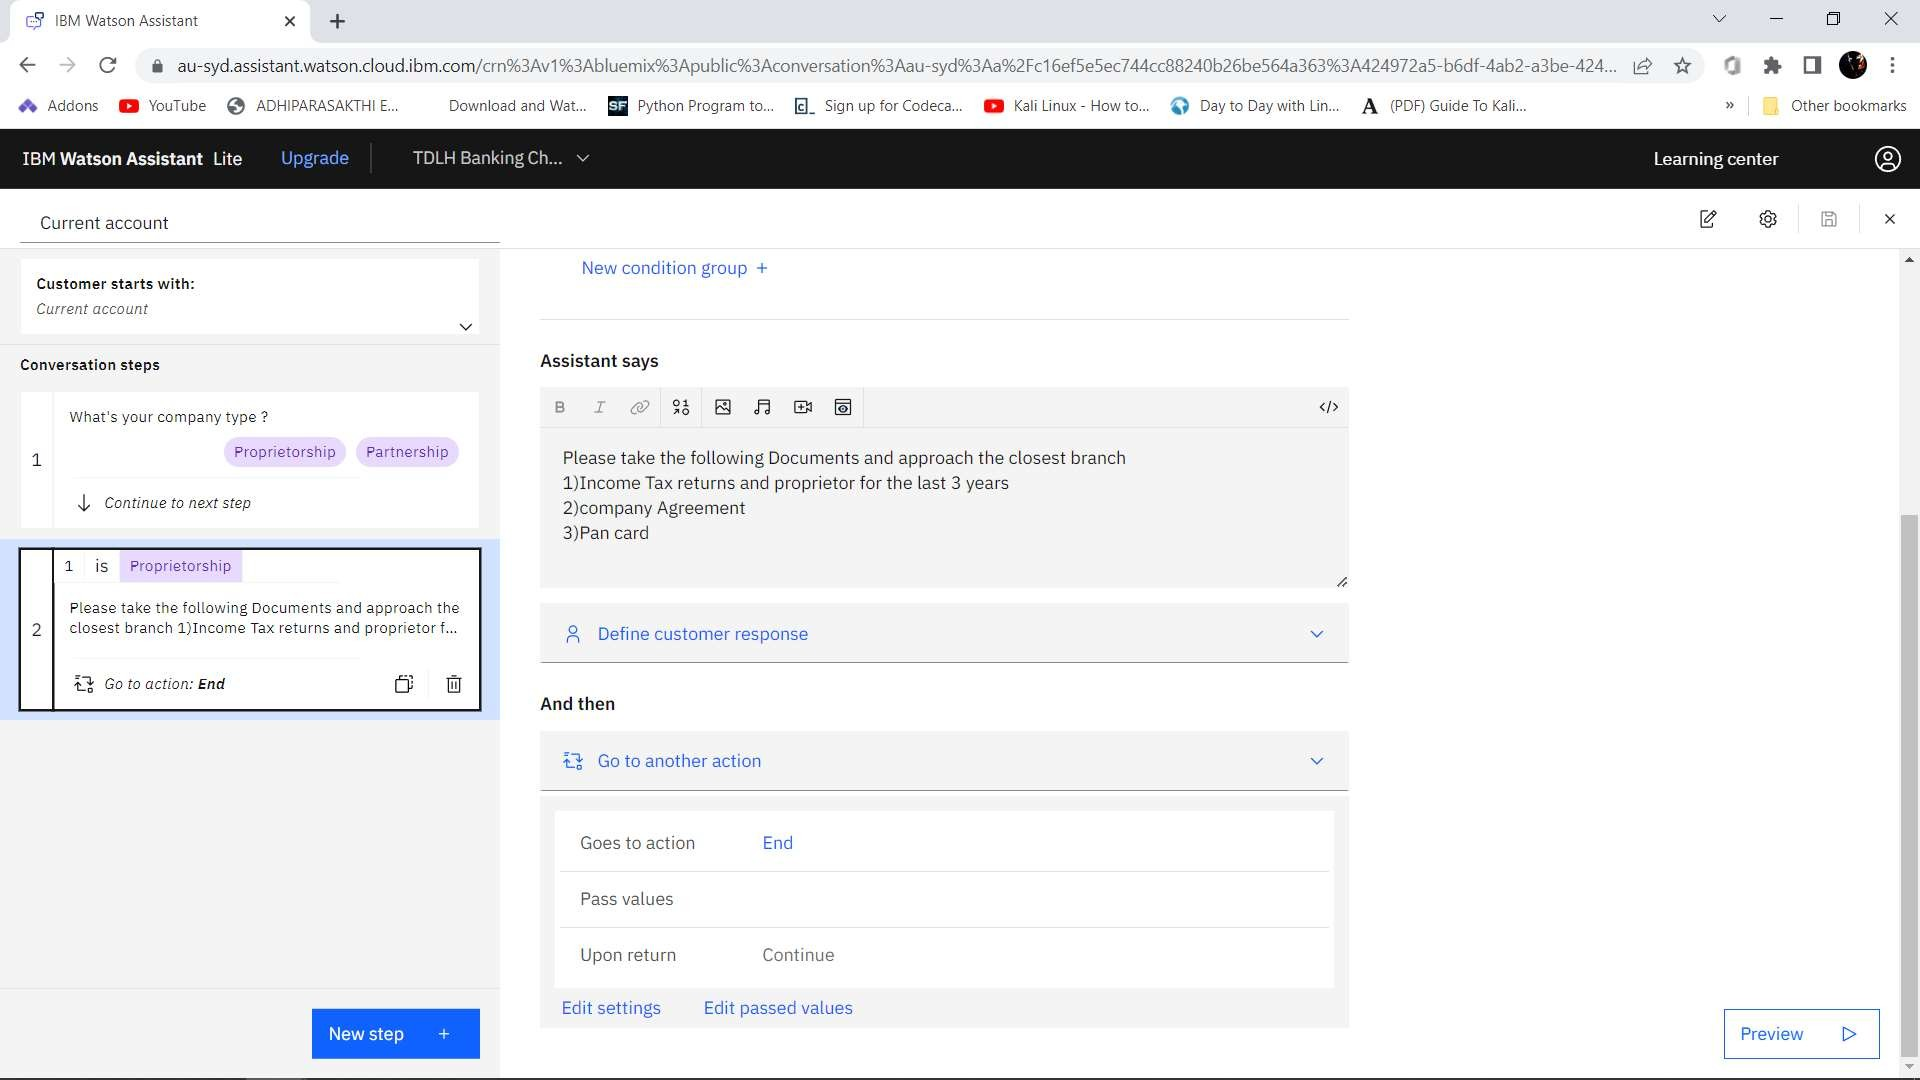 IBM Watson Assistant
au-syd.assistant.watson.cloud.ibm.com/crn%3Av1%3Abluemix%3Apublic%3Aconversation%3Aau-syd%3Aa%2Fc16ef5e5ec744cc88240b26be564a363%3A424972a5-b6df-4ab2-a3be-424...
Addons YouTube ADHIPARASAKTHI E... Download and Wat... SF Python Program to... Sign up for Codeca... Kali Linux - How to... Day to Day with Lin... A (PDF) Guide To Kali... » Other bookmarks
IBM Watson Assistant Lite Upgrade TDLH Banking Ch... Learning center
Current account
Customer starts with:
Current account
Conversation steps
1
What's your company type ?
Proprietorship Partnership
Continue to next step
2
1 is Proprietorship
Please take the following Documents and approach the
closest branch 1)Income Tax returns and proprietor f...
Go to action: End
New step +
New condition group +
Assistant says
B I </>
Please take the following Documents and approach the closest branch
1)Income Tax returns and proprietor for the last 3 years
2)company Agreement
3)Pan card
Define customer response
And then
Go to another action
Goes to action End
Pass values
Upon return Continue
Edit settings Edit passed values
Preview